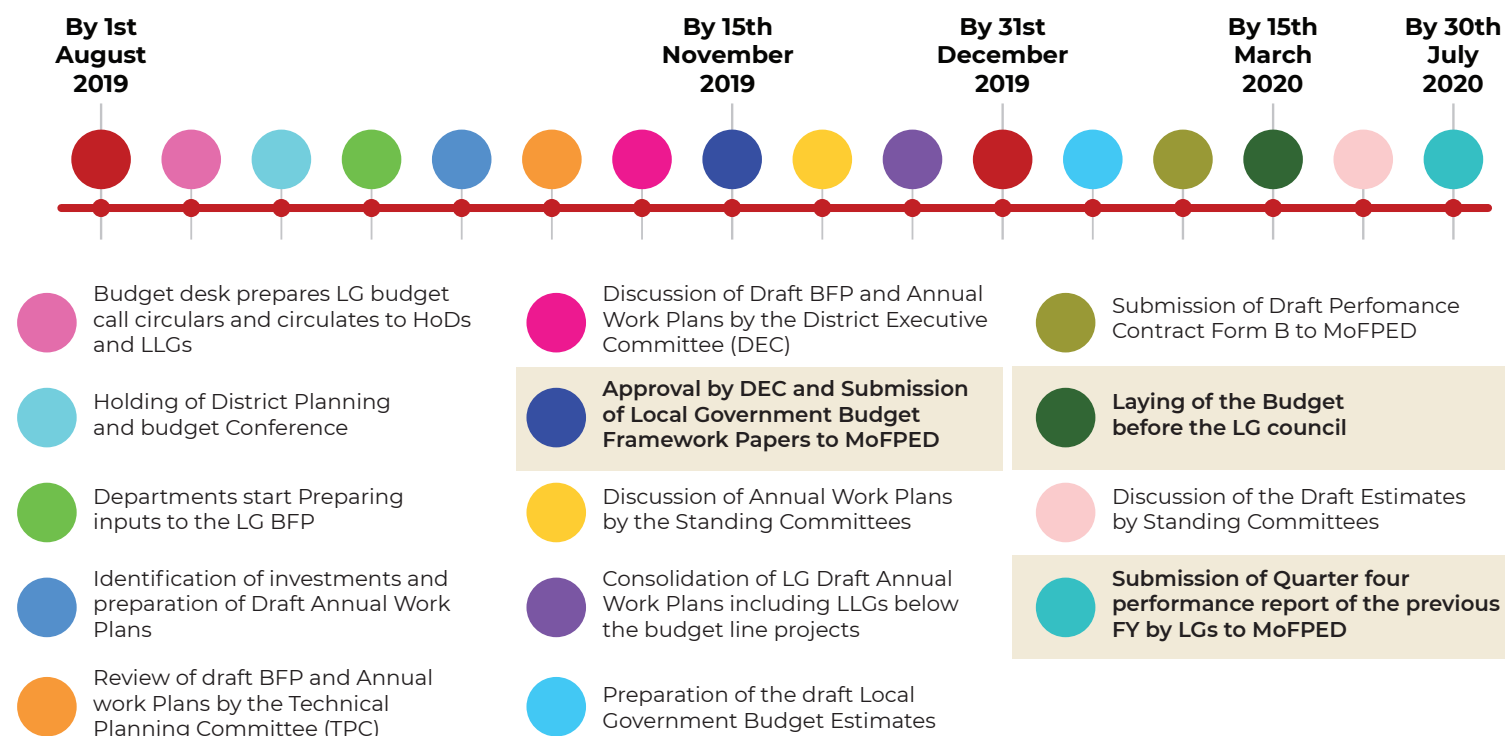 By 1st
August
2019
By 15th
November
2019
By 31st
December
2019
By 15th
March
2020
By 30th
July
2020
Budget desk prepares LG budget
call circulars and circulates to HoDs
and LLGs
Holding of District Planning
and budget Conference
Departments start Preparing
inputs to the LG BFP
Identification of investments and
preparation of Draft Annual Work
Plans
Review of draft BFP and Annual
work Plans by the Technical
Planning Committee (TPC)
Discussion of Draft BFP and Annual
Work Plans by the District Executive
Committee (DEC)
Approval by DEC and Submission
of Local Government Budget
Framework Papers to MoFPED
Discussion of Annual Work Plans
by the Standing Committees
Consolidation of LG Draft Annual
Work Plans including LLGs below
the budget line projects
Preparation of the draft Local
Government Budget Estimates
Submission of Draft Perfomance
Contract Form B to MoFPED
Laying of the Budget
before the LG council
Discussion of the Draft Estimates
by Standing Committees
Submission of Quarter four
performance report of the previous
FY by LGs to MoFPED